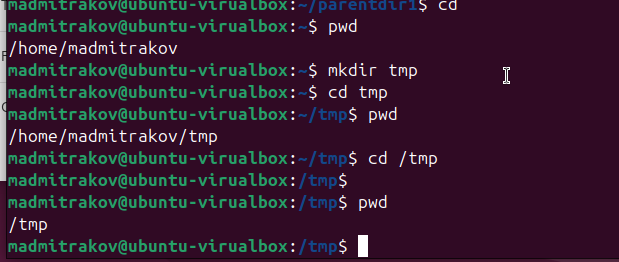 madmitrakov@ubuntu-virualbox:~/parentdir1$ cd
madmitrakov@ubuntu-virualbox:~$ pwd
/home/madmitrakov
madmitrakov@ubuntu-virualbox:~$ mkdir tmp
madmitrakov@ubuntu-virualbox:~$ cd tmp
madmitrakov@ubuntu-virualbox:~/tmp$ pwd
/home/madmitrakov/tmp
madmitrakov@ubuntu-virualbox:~/tmp$ cd /tmp
madmitrakov@ubuntu-virualbox:/tmp$
madmitrakov@ubuntu-virualbox:/tmp$ pwd
/tmp
madmitrakov@ubuntu-virualbox:/tmp$